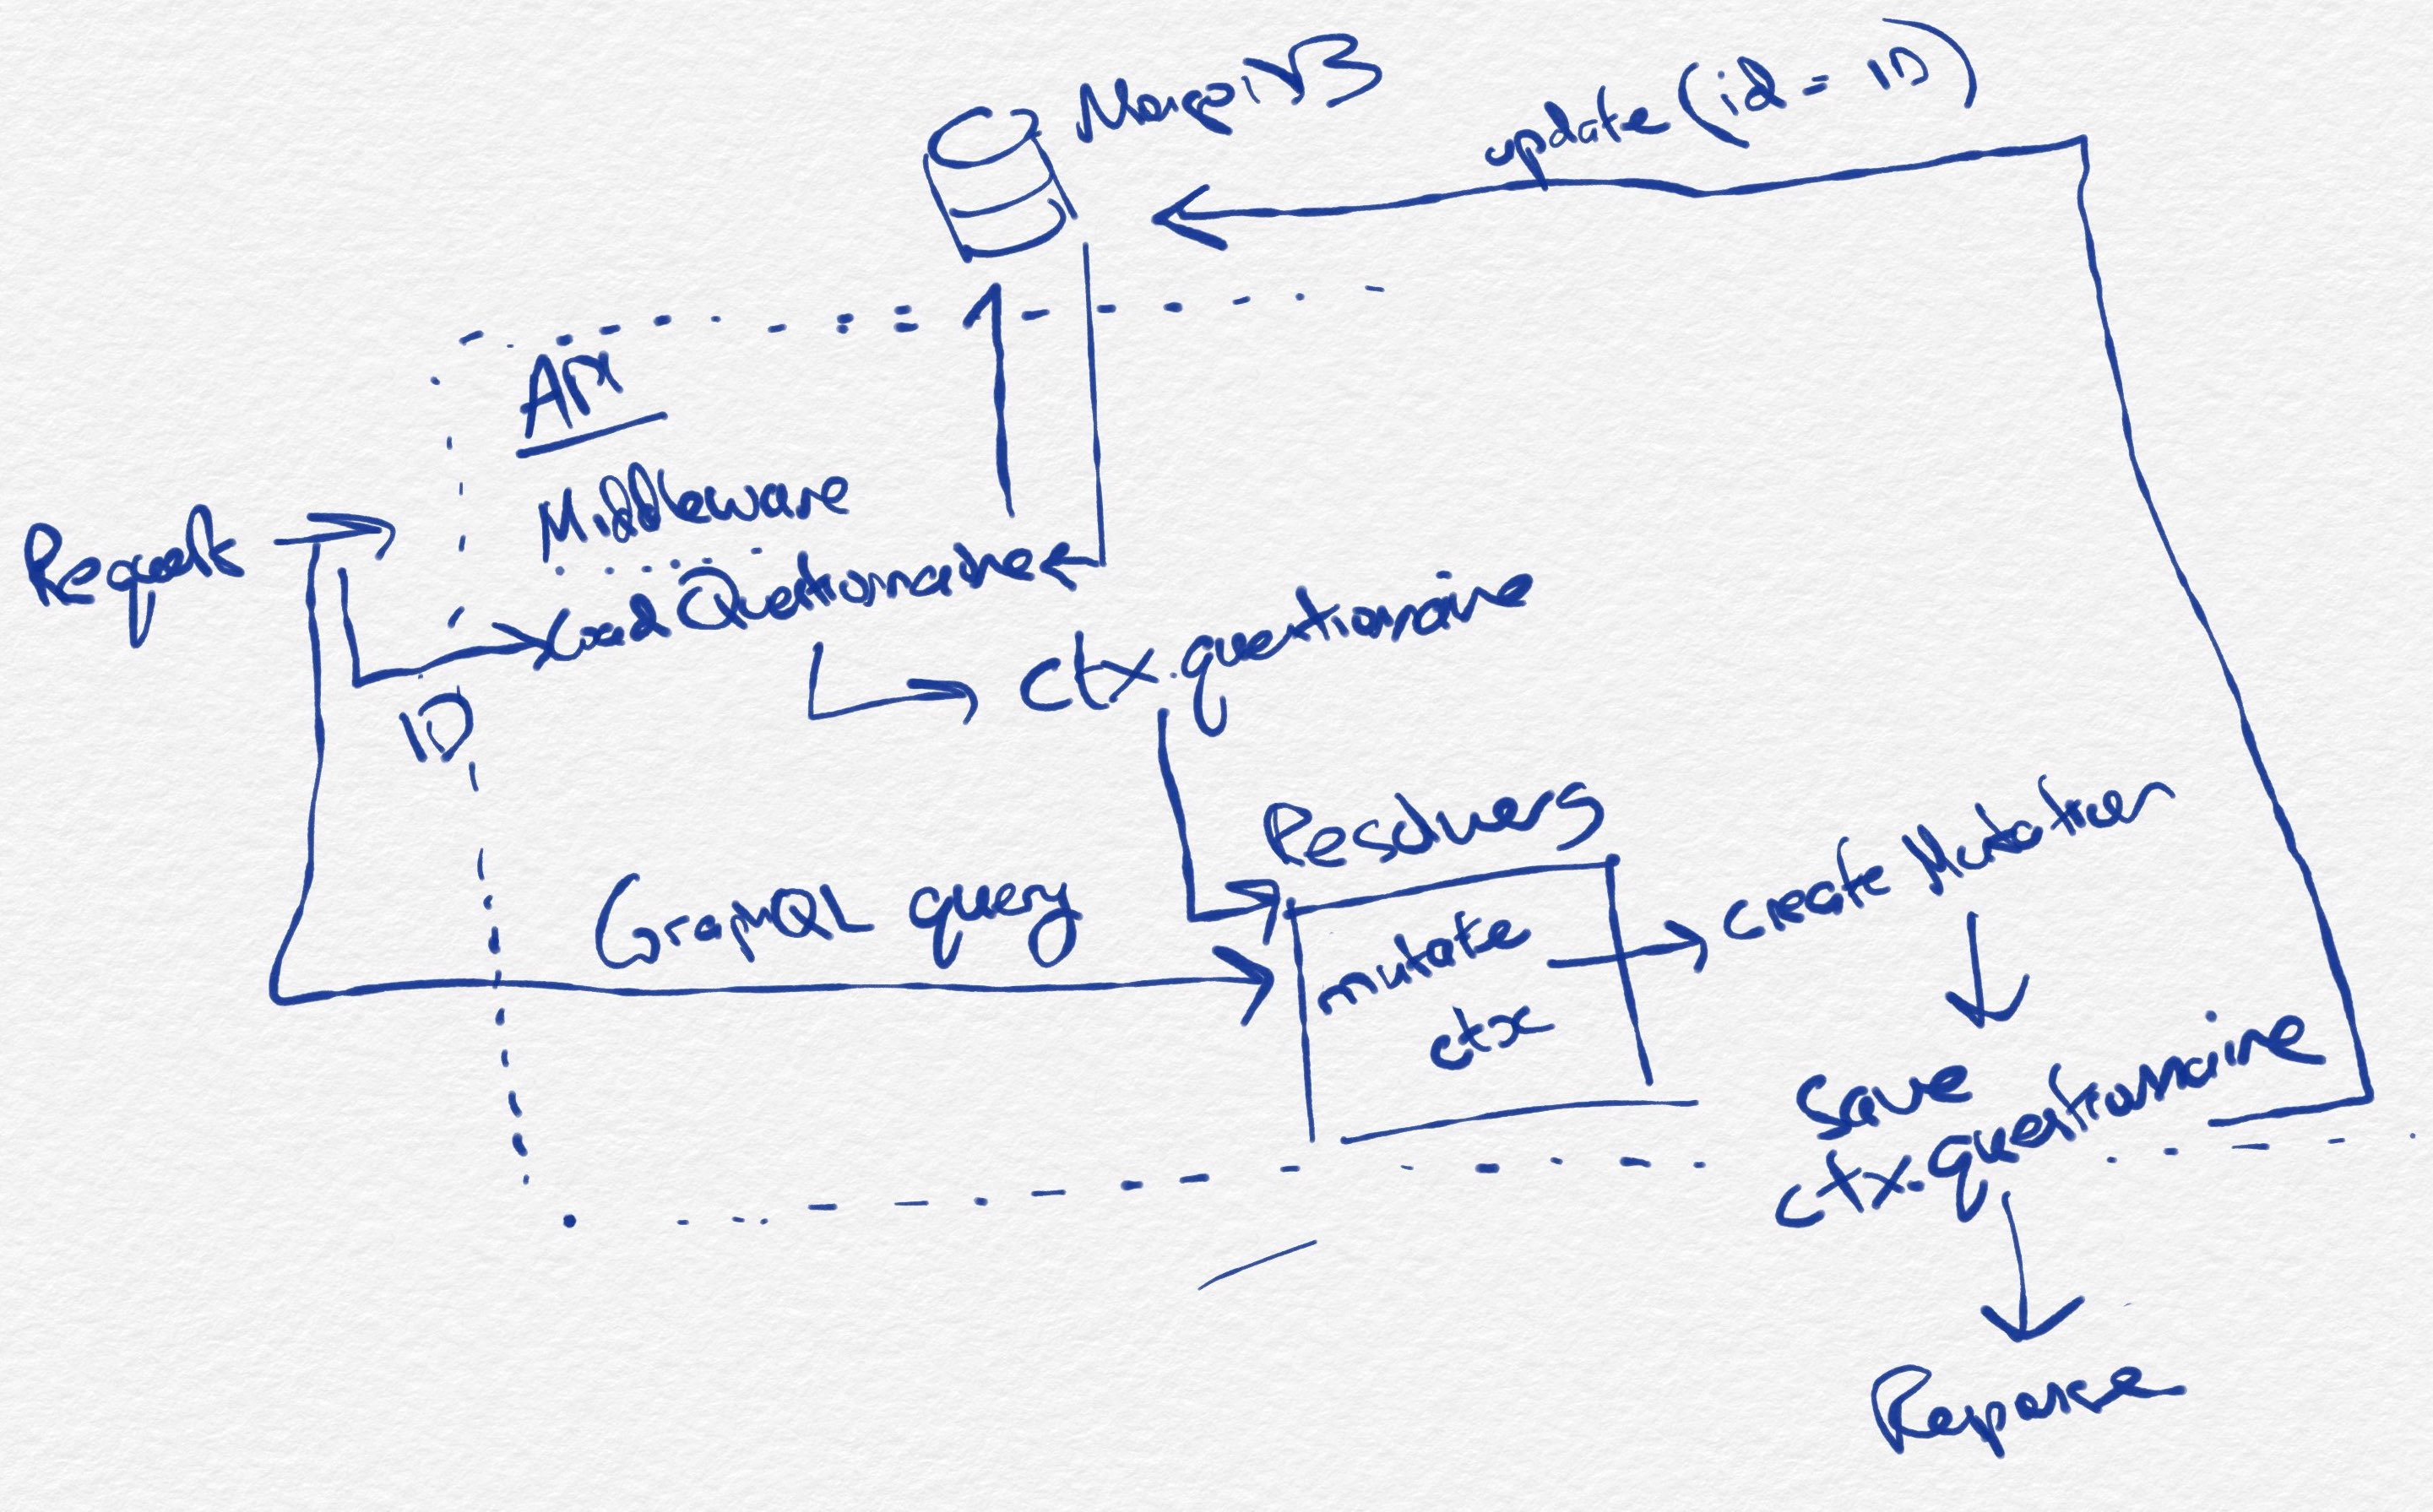 MongoDB
update (id = ID)
API
Middleware
Request
Load Questionnaire
ctx.questionnaire
ID
Resolvers
GraphQL query
mutate
ctx
create Mutation
Save
ctx.questionnaire
Response